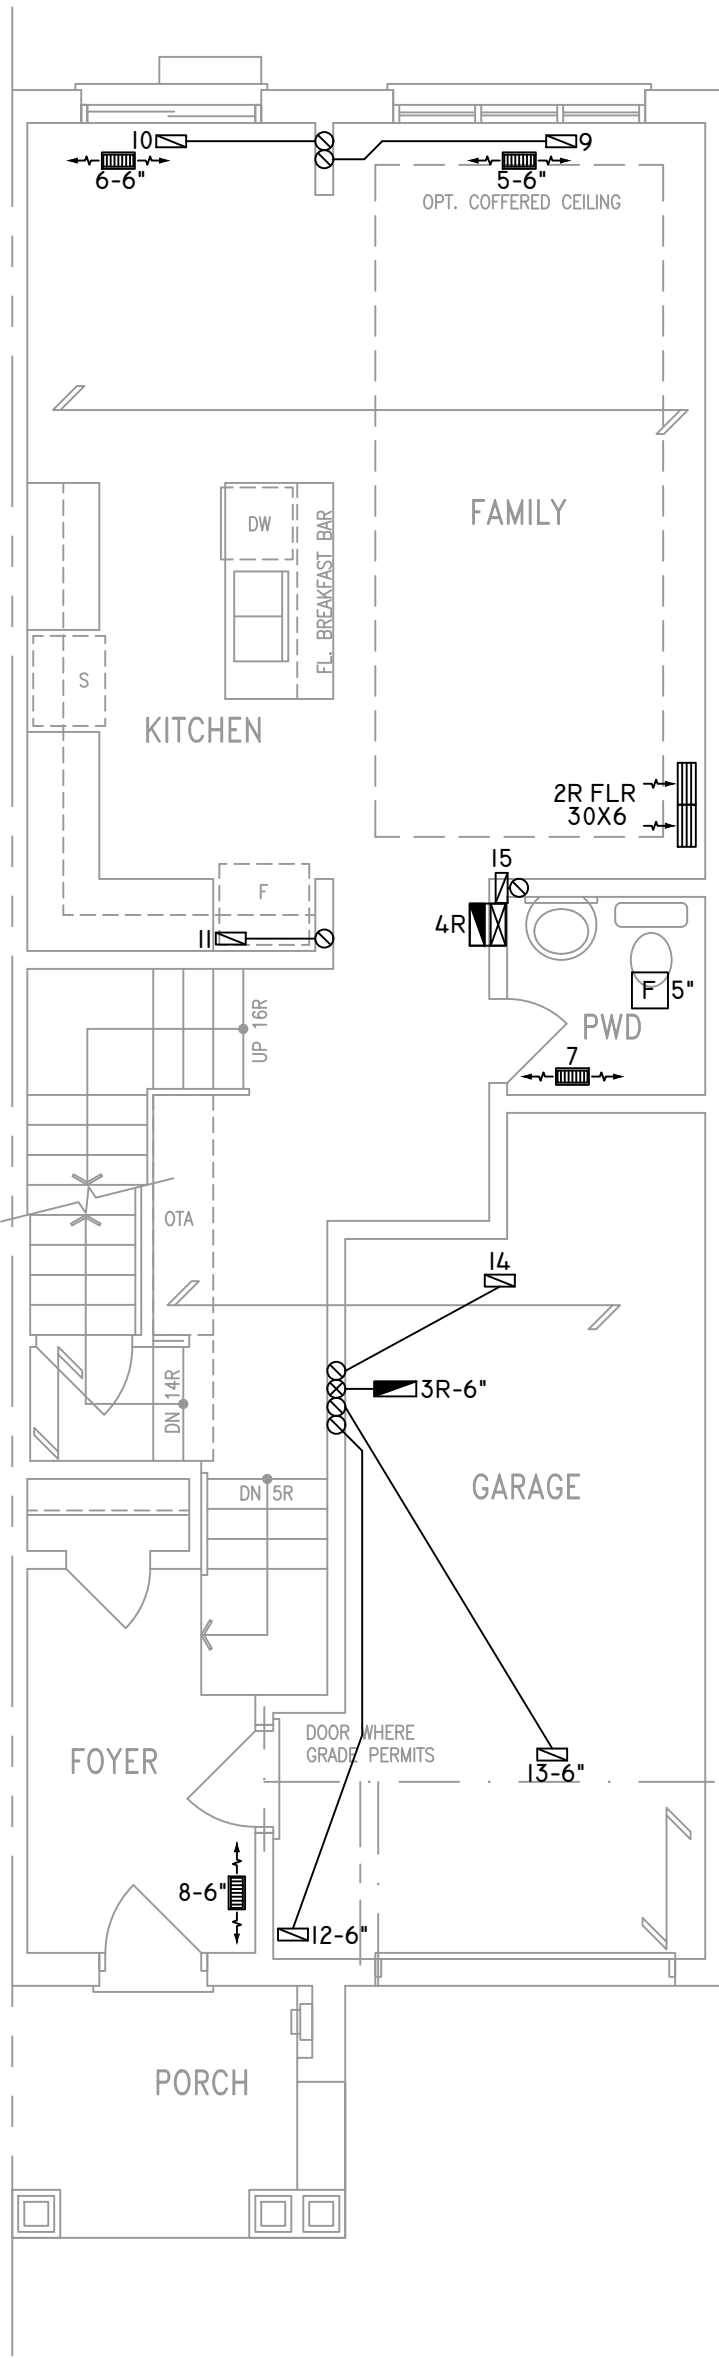 10
9
6-6"
5-6"
OPT. COFFERED CEILING
FAMILY
DW
FL. BREAKFAST BAR
S
KITCHEN
2R FLR
30X6
15
F
4R
11
F 5"
UP 16R
PWD
7
OTA
14
DN 14R
3R-6"
GARAGE
DN 5R
DOOR WHERE
GRADE PERMITS
FOYER
13-6"
8-6"
12-6"
PORCH